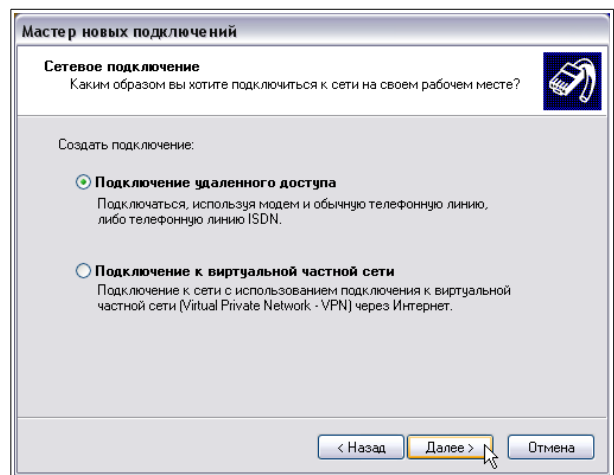 Мастер новых подключений
Сетевое подключение
Каким образом вы хотите подключиться к сети на своем рабочем месте?
Создать подключение:
Подключение удаленного доступа
Подключаться, используя модем и обычную телефонную линию,
либо телефонную линию ISDN.
Подключение к виртуальной частной сети
Подключение к сети с использованием подключения к виртуальной
частной сети (Virtual Private Network - VPN) через Интернет.
< Назад Далее > Отмена